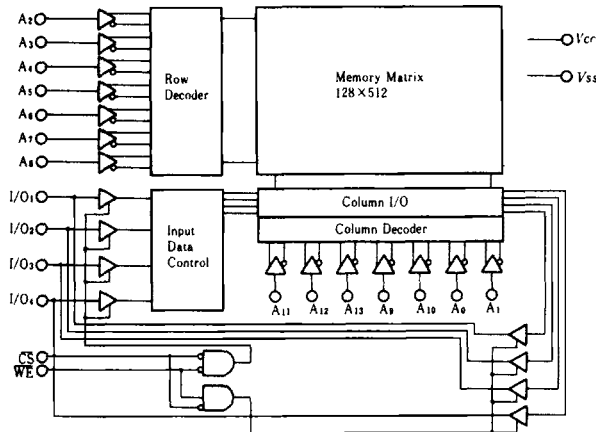 A2
A3
A4
A5
A6
A7
A8
Row
Decoder
Memory Matrix
128×512
Vcc
Vss
I/O1
I/O2
I/O3
I/O4
Input
Data
Control
Column I/O
Column Decoder
A11 A12 A13 A9 A10 A0 A1
CS
WE